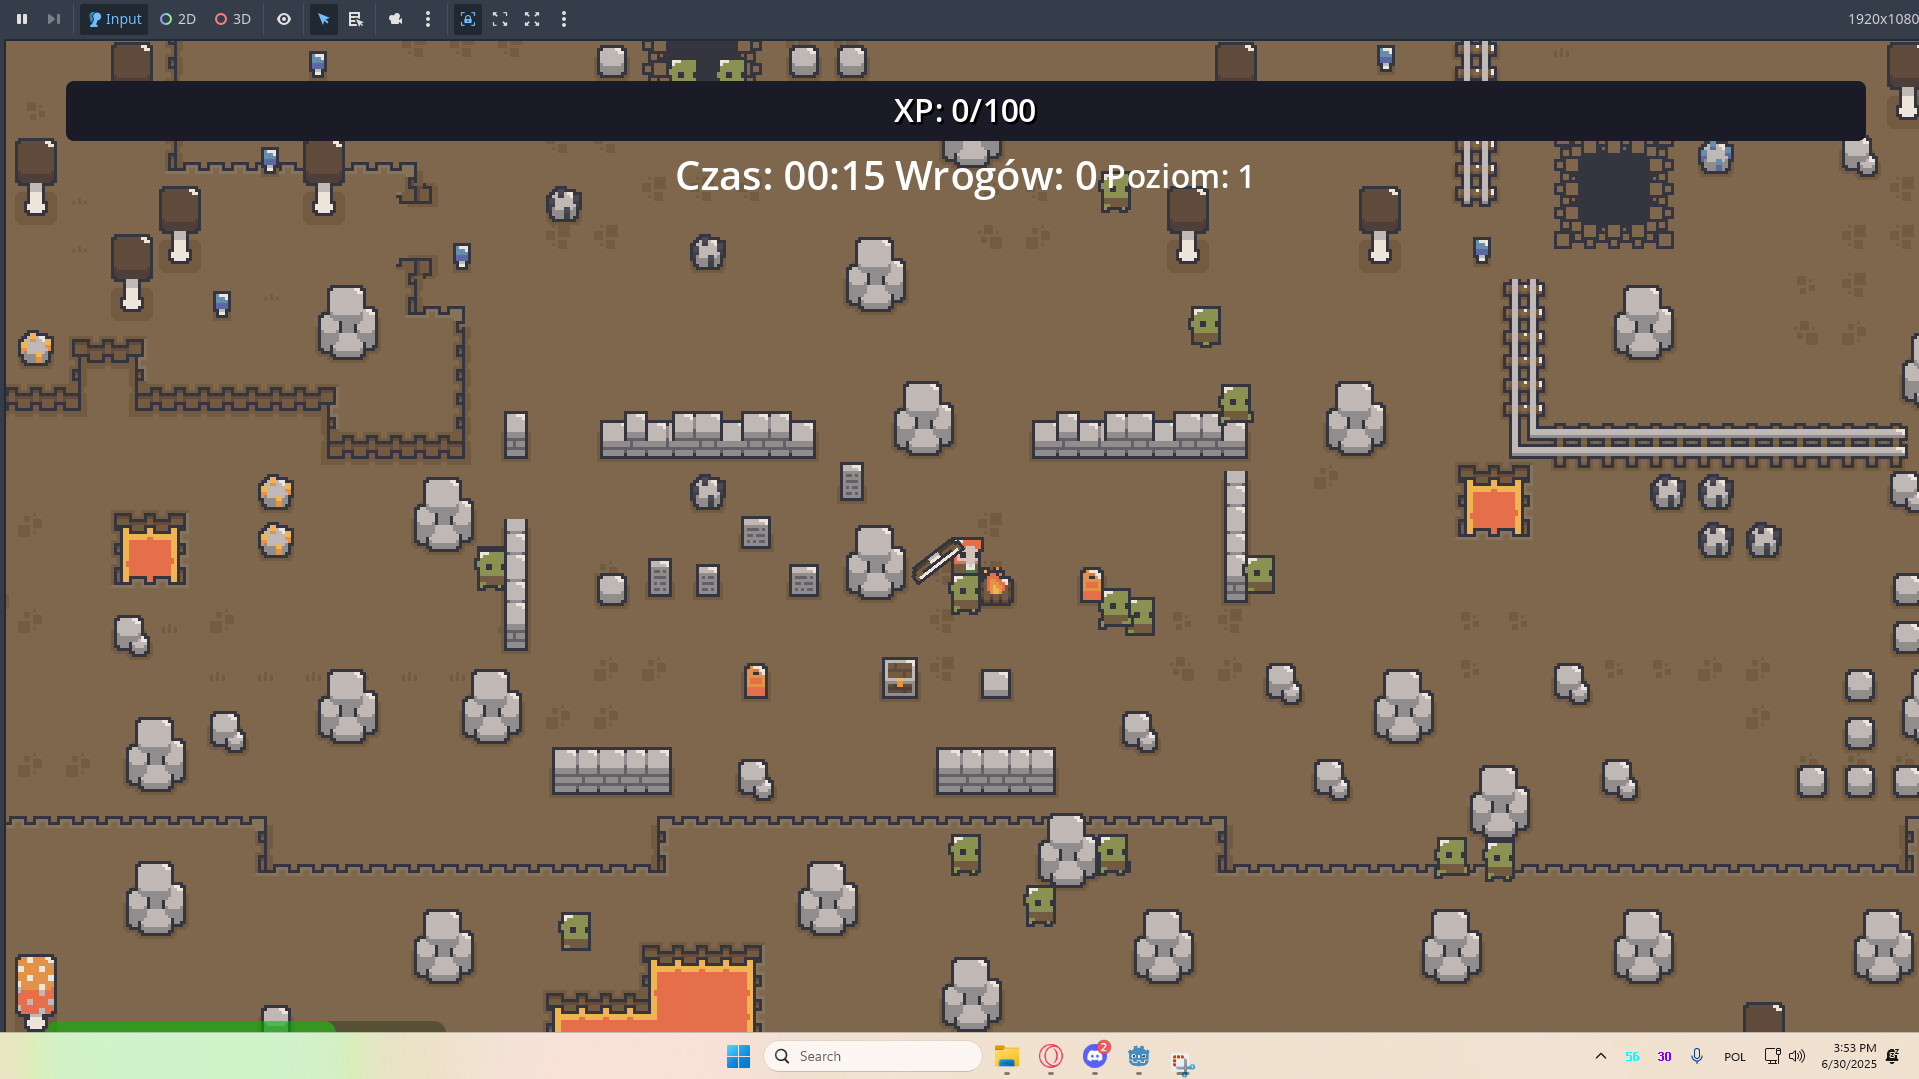 Input 2D 3D 1920x1080
XP: 0/100
Czas: 00:15 Wrogów: 0 Poziom: 1
Search
2
56 30 POL
3:53 PM
6/30/2025